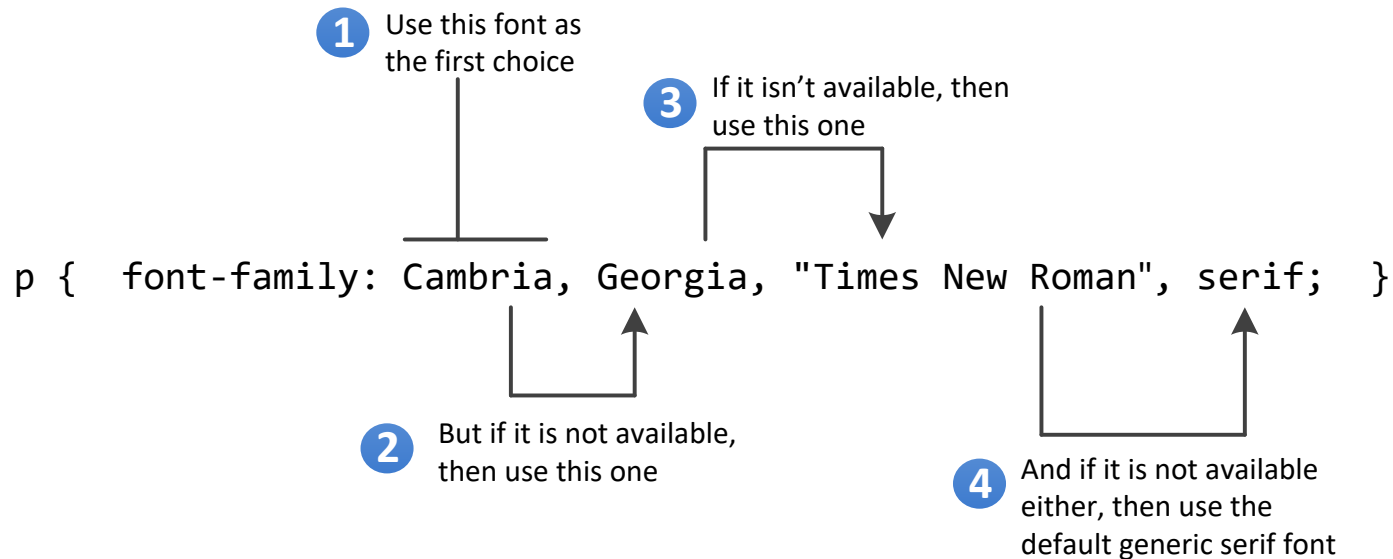 1 Use this font as
the first choice
3 If it isn’t available, then
use this one
p {  font-family: Cambria, Georgia, "Times New Roman", serif;  }
2 But if it is not available,
then use this one
4 And if it is not available
either, then use the
default generic serif font